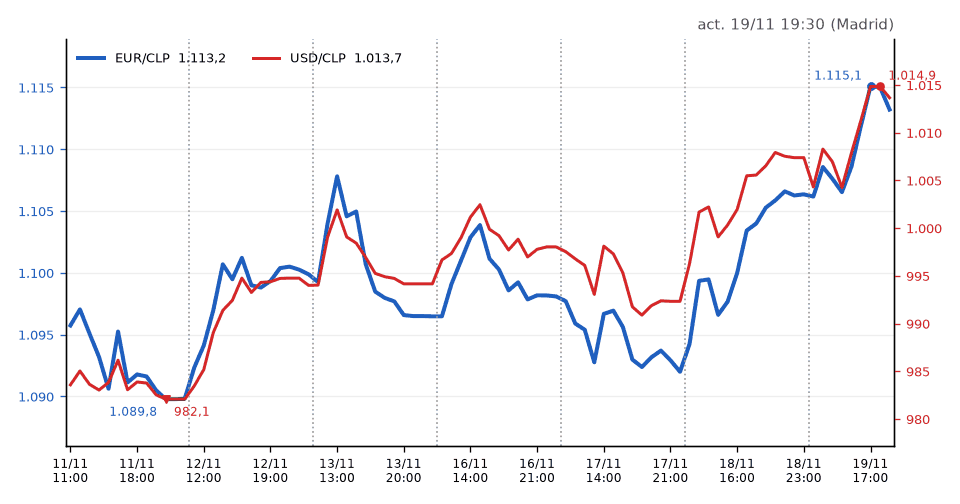 act. 19/11 19:30 (Madrid)
EUR/CLP 1.113,2 USD/CLP 1.013,7
1.115,1 1.014,9
1.115 1.015
1.110 1.010
1.105 1.005
1.100 1.000
1.095 995
1.090 990
985
980
1.089,8 982,1
11/11 11/11 12/11 12/11 13/11 13/11 16/11 16/11 17/11 17/11 18/11 18/11 19/11
11:00 18:00 12:00 19:00 13:00 20:00 14:00 21:00 14:00 21:00 16:00 23:00 17:00